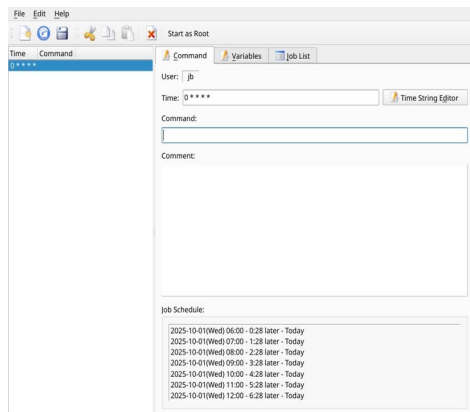 File Edit Help
Start as Root
Time Command
0 * * * *
Command Variables Job List
User: jb
Time: 0 * * * * Time String Editor
Command:
Comment:
Job Schedule:
2025-10-01(Wed) 06:00 - 0:28 later - Today
2025-10-01(Wed) 07:00 - 1:28 later - Today
2025-10-01(Wed) 08:00 - 2:28 later - Today
2025-10-01(Wed) 09:00 - 3:28 later - Today
2025-10-01(Wed) 10:00 - 4:28 later - Today
2025-10-01(Wed) 11:00 - 5:28 later - Today
2025-10-01(Wed) 12:00 - 6:28 later - Today